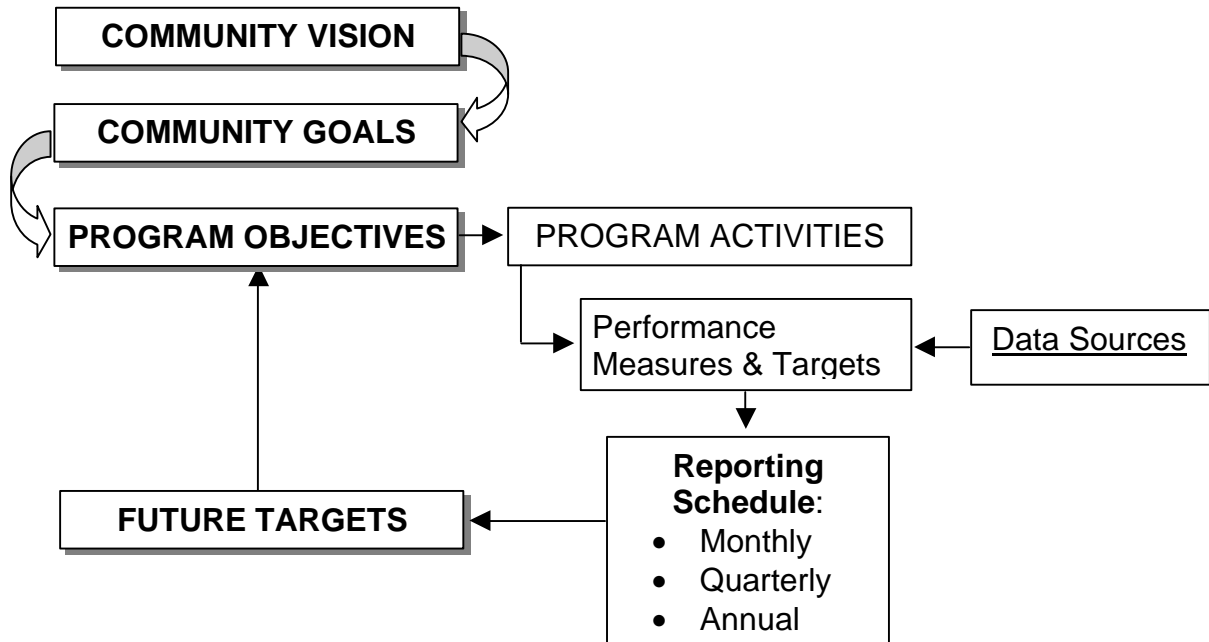 COMMUNITY VISION
COMMUNITY GOALS
PROGRAM OBJECTIVES
PROGRAM ACTIVITIES
Performance
Measures & Targets
Data Sources
Reporting
Schedule:
• Monthly
• Quarterly
• Annual
FUTURE TARGETS